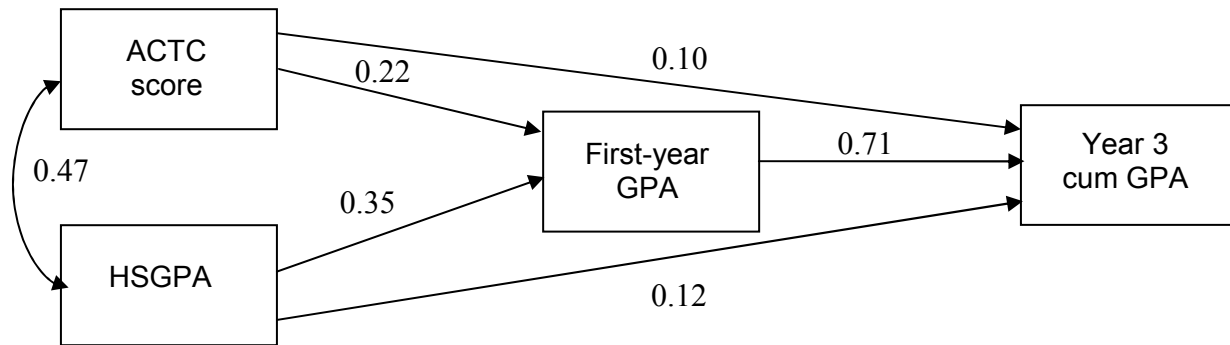 ACTC
score
0.10
0.22
First-year
GPA
0.71
Year 3
cum GPA
0.47
0.35
HSGPA
0.12